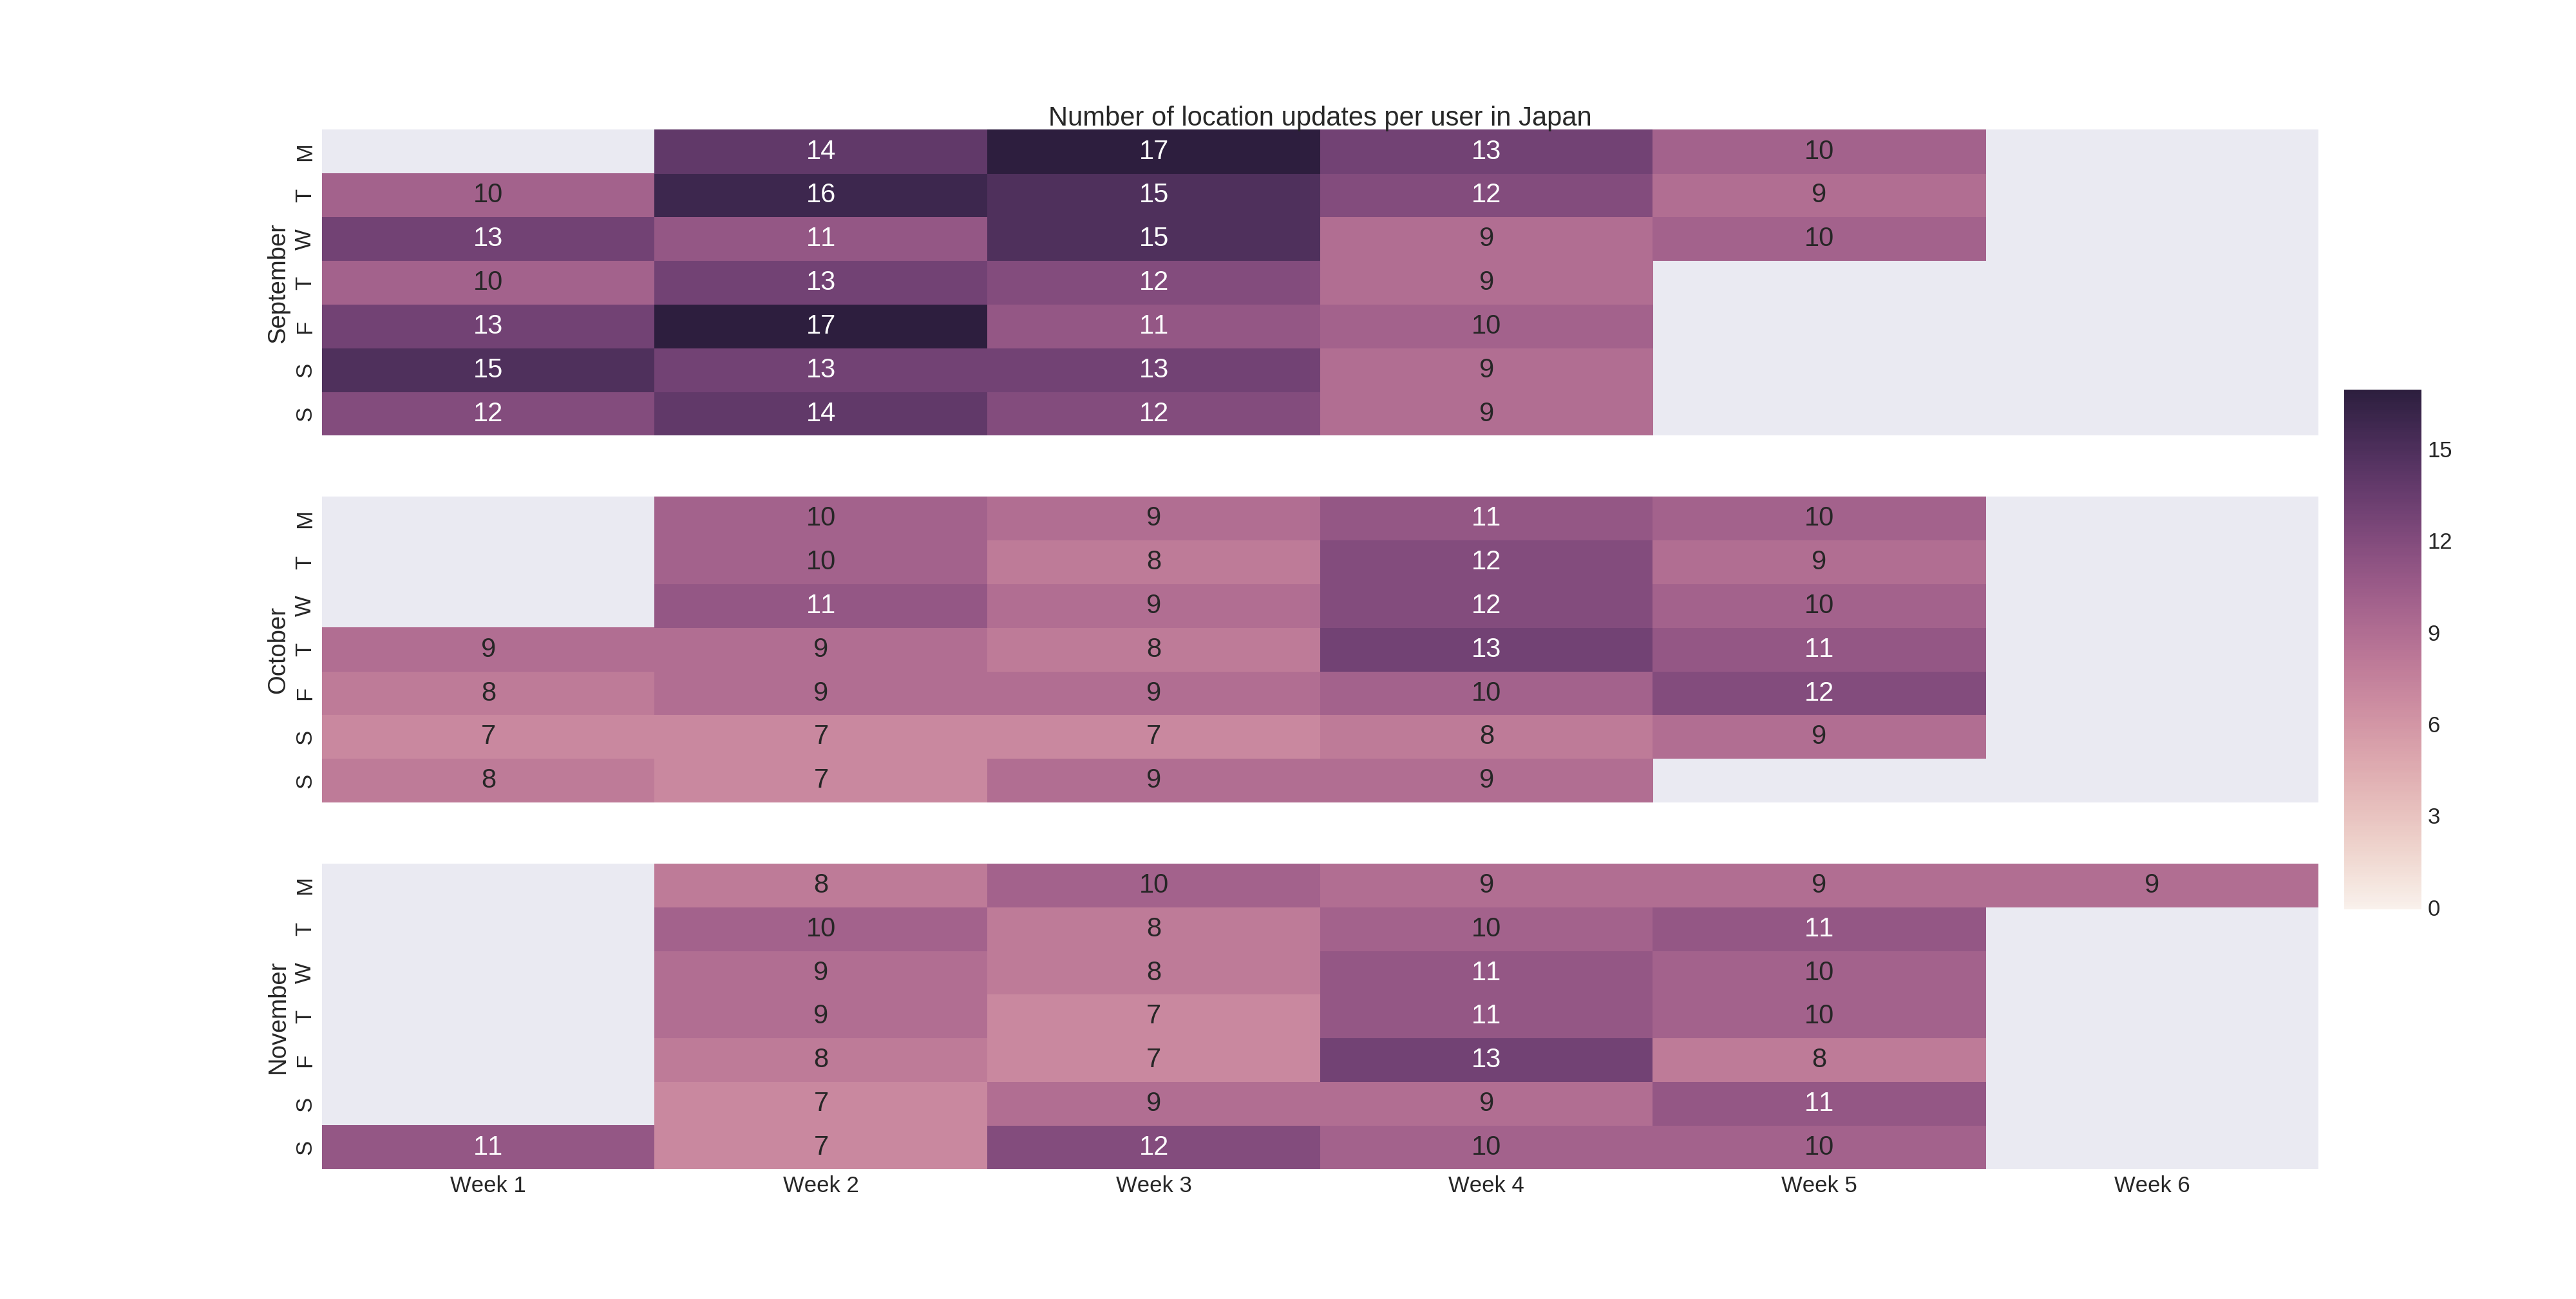 Number of location updates per user in Japan
September
M 14 17 13 10
T 10 16 15 12 9
W 13 11 15 9 10
T 10 13 12 9
F 13 17 11 10
S 15 13 13 9
S 12 14 12 9
October
M 10 9 11 10
T 10 8 12 9
W 11 9 12 10
T 9 9 8 13 11
F 8 9 9 10 12
S 7 7 7 8 9
S 8 7 9 9
November
M 8 10 9 9 9
T 10 8 10 11
W 9 8 11 10
T 9 7 11 10
F 8 7 13 8
S 7 9 9 11
S 11 7 12 10 10
Week 1 Week 2 Week 3 Week 4 Week 5 Week 6
15
12
9
6
3
0